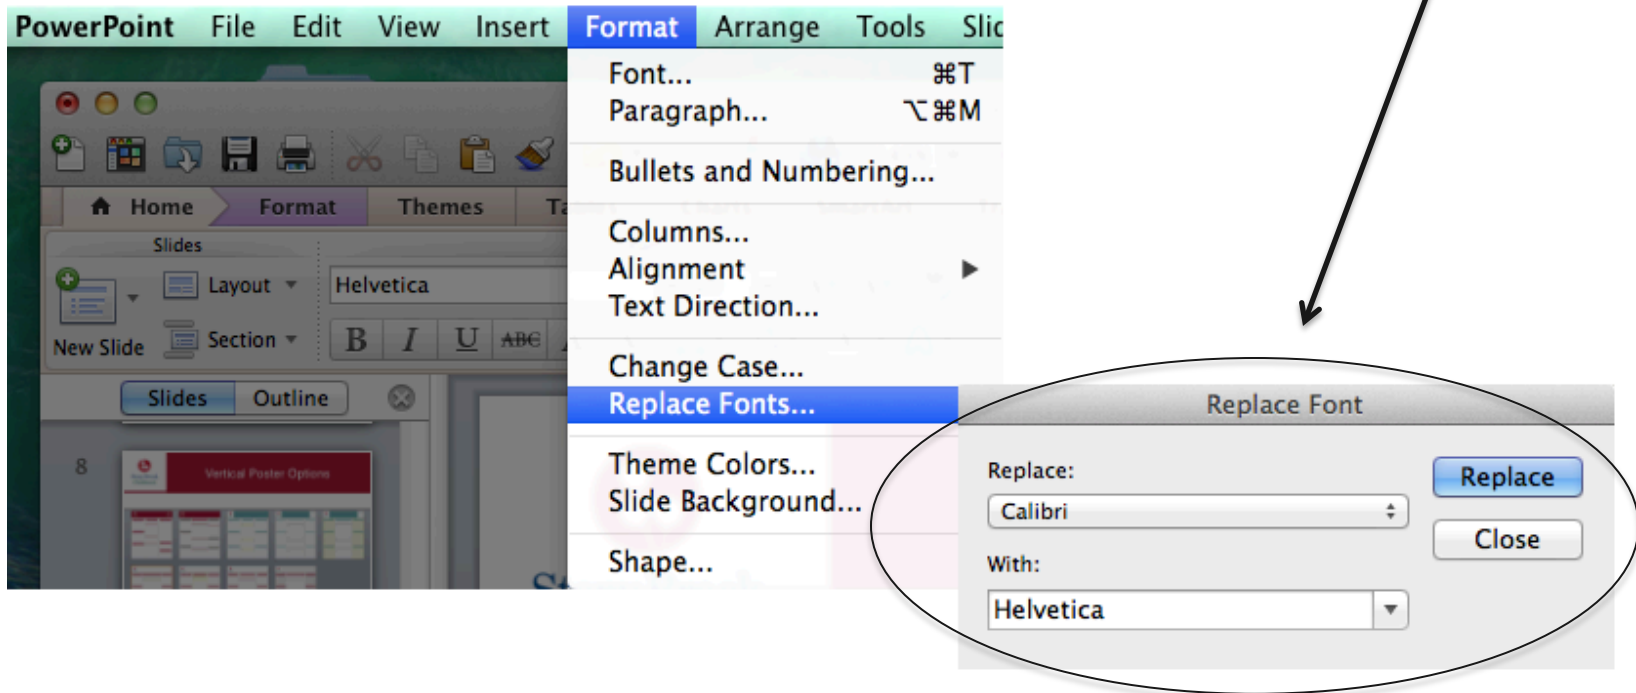 PowerPoint File Edit View Insert Format Arrange Tools
Font... ⌘T
Paragraph... ⌥⌘M
Bullets and Numbering...
Columns...
Alignment ▶
Text Direction...
Change Case...
Replace Fonts...
Theme Colors...
Slide Background...
Shape...
Home Format Themes
Slides
New Slide
Layout
Section
Helvetica
B I U ABC
Slides Outline
8
Vertical Poster Options
Replace Font
Replace:
Calibri
With:
Helvetica
Replace
Close